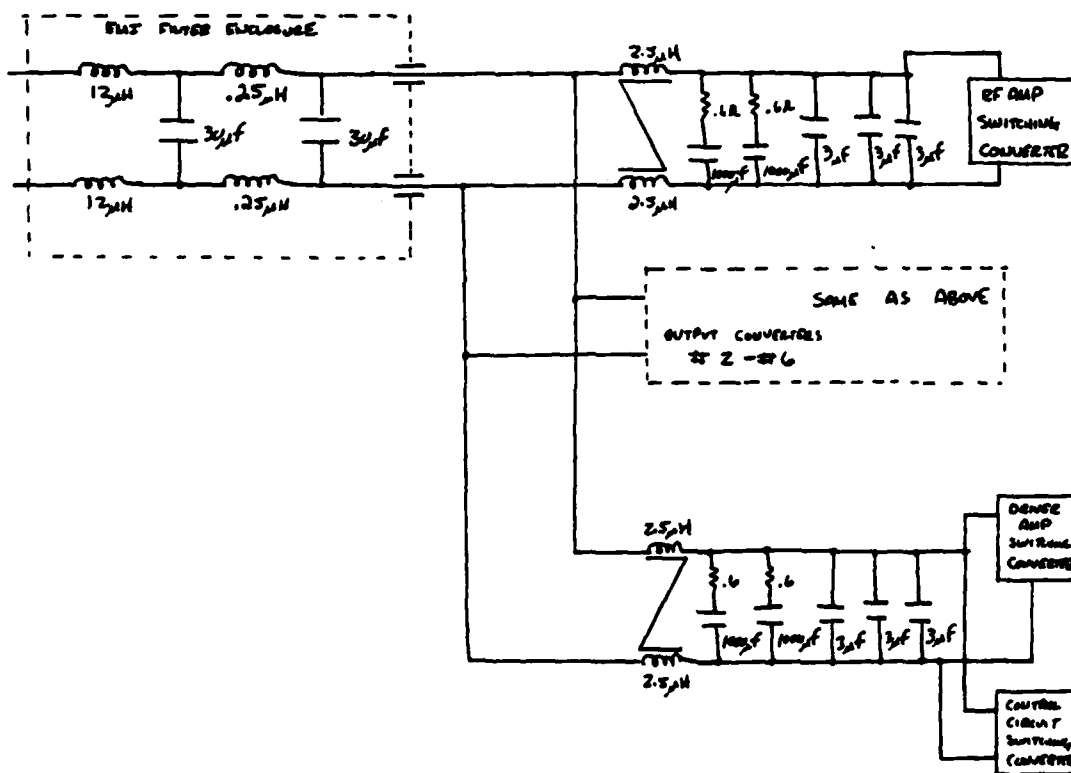 EMI FILTER ENCLOSURE
12µH
.25µH
3µf
3µf
12µH
.25µH
2.5µH
.6Ω
.6Ω
1000µf
1000µf
3µf
3µf
3µf
2.5µH
RF AMP
SWITCHING
CONVERTER
SAME AS ABOVE
OUTPUT CONVERTERS
# 2 - # 6
2.5µH
.6
.6
1000µf
1000µf
3µf
3µf
3µf
2.5µH
DRIVER
AMP
SWITCHING
CONVERTER
CONTROL
CIRCUIT
SWITCHING
CONVERTER